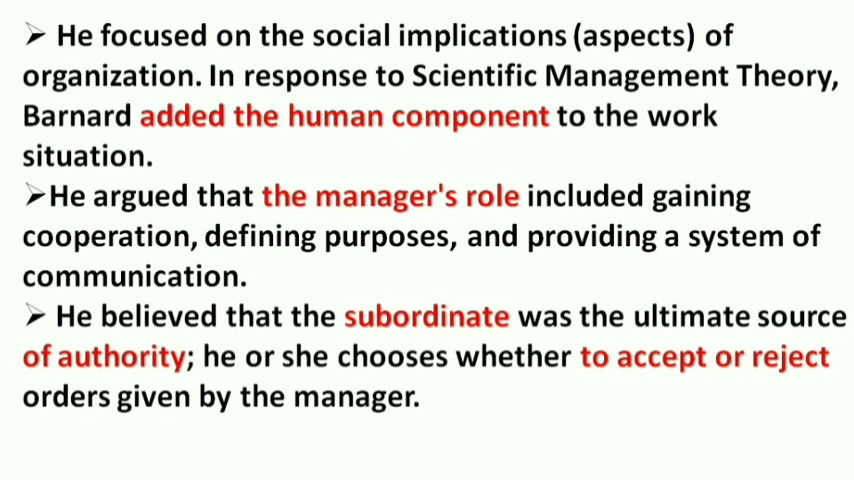 ➢ He focused on the social implications (aspects) of
organization. In response to Scientific Management Theory,
Barnard added the human component to the work
situation.
➢He argued that the manager's role included gaining
cooperation, defining purposes, and providing a system of
communication.
➢ He believed that the subordinate was the ultimate source
of authority; he or she chooses whether to accept or reject
orders given by the manager.